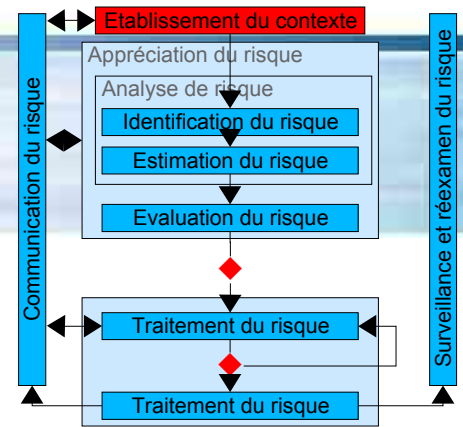 Etablissement du contexte
Appréciation du risque
Analyse de risque
Identification du risque
Estimation du risque
Evaluation du risque
Traitement du risque
Traitement du risque
Communication du risque
Surveillance et réexamen du risque